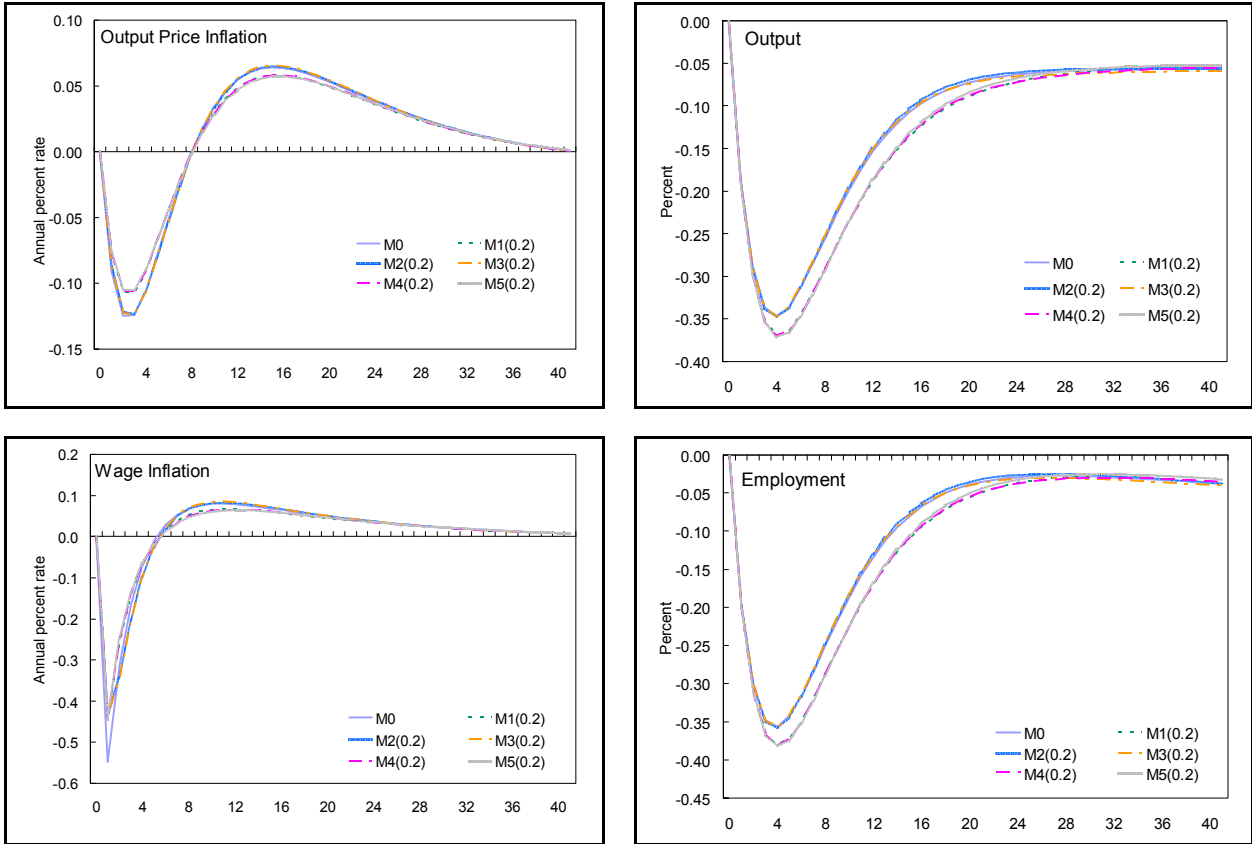 Output Price Inflation
Annual percent rate
0.10
0.05
0.00
-0.05
-0.10
-0.15
M0 M1(0.2)
M2(0.2) M3(0.2)
M4(0.2) M5(0.2)
0 4 8 12 16 20 24 28 32 36 40
Output
Percent
0.00
-0.05
-0.10
-0.15
-0.20
-0.25
-0.30
-0.35
-0.40
M0 M1(0.2)
M2(0.2) M3(0.2)
M4(0.2) M5(0.2)
0 4 8 12 16 20 24 28 32 36 40
Wage Inflation
Annual percent rate
0.2
0.1
0.0
-0.1
-0.2
-0.3
-0.4
-0.5
-0.6
M0 M1(0.2)
M2(0.2) M3(0.2)
M4(0.2) M5(0.2)
0 4 8 12 16 20 24 28 32 36 40
Employment
Percent
0.00
-0.05
-0.10
-0.15
-0.20
-0.25
-0.30
-0.35
-0.40
-0.45
M0 M1(0.2)
M2(0.2) M3(0.2)
M4(0.2) M5(0.2)
0 4 8 12 16 20 24 28 32 36 40